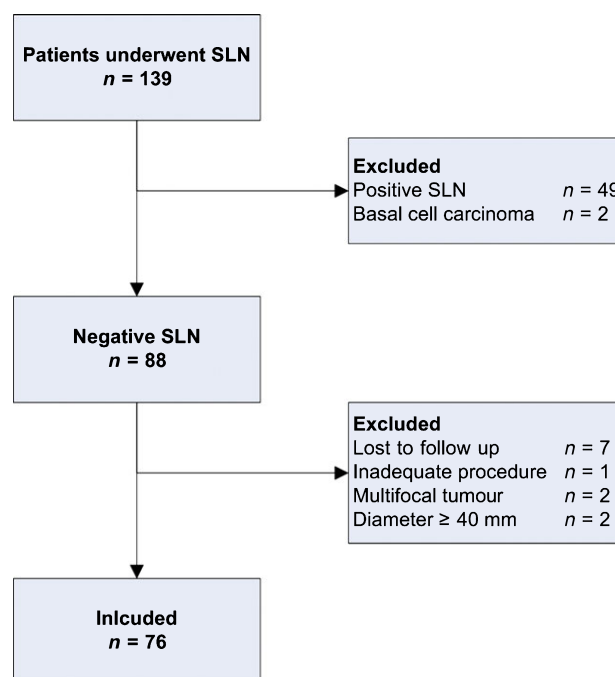 Patients underwent SLN
n = 139
Excluded
Positive SLN n = 49
Basal cell carcinoma n = 2
Negative SLN
n = 88
Excluded
Lost to follow up n = 7
Inadequate procedure n = 1
Multifocal tumour n = 2
Diameter ≥ 40 mm n = 2
Inlcuded
n = 76